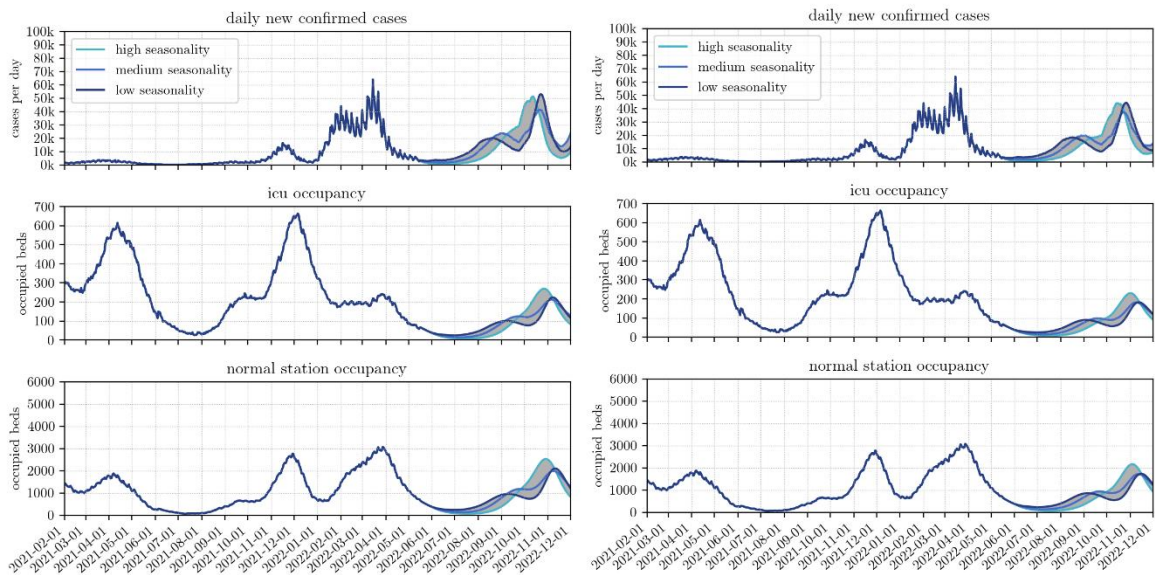 daily new confirmed cases
100k
90k
80k
70k
60k
50k
40k
30k
20k
10k
0k
cases per day
high seasonality
medium seasonality
low seasonality
icu occupancy
700
600
500
400
300
200
100
0
occupied beds
normal station occupancy
6000
5000
4000
3000
2000
1000
0
occupied beds
2021-02-01
2021-03-01
2021-04-01
2021-05-01
2021-06-01
2021-07-01
2021-08-01
2021-09-01
2021-10-01
2021-11-01
2021-12-01
2022-01-01
2022-02-01
2022-03-01
2022-04-01
2022-05-01
2022-06-01
2022-07-01
2022-08-01
2022-09-01
2022-10-01
2022-11-01
2022-12-01
daily new confirmed cases
100k
90k
80k
70k
60k
50k
40k
30k
20k
10k
0k
cases per day
high seasonality
medium seasonality
low seasonality
icu occupancy
700
600
500
400
300
200
100
0
occupied beds
normal station occupancy
6000
5000
4000
3000
2000
1000
0
occupied beds
2021-02-01
2021-03-01
2021-04-01
2021-05-01
2021-06-01
2021-07-01
2021-08-01
2021-09-01
2021-10-01
2021-11-01
2021-12-01
2022-01-01
2022-02-01
2022-03-01
2022-04-01
2022-05-01
2022-06-01
2022-07-01
2022-08-01
2022-09-01
2022-10-01
2022-11-01
2022-12-01